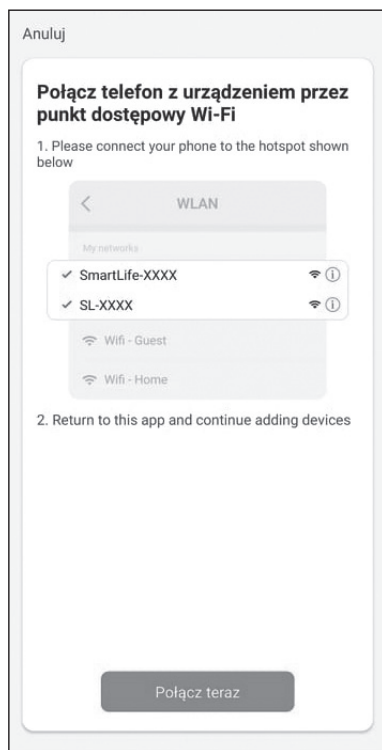 Anuluj
Połącz telefon z urządzeniem przez
punkt dostępowy Wi-Fi
1. Please connect your phone to the hotspot shown
below
WLAN
My networks
SmartLife-XXXX
SL-XXXX
Wifi - Guest
Wifi - Home
2. Return to this app and continue adding devices
Połącz teraz